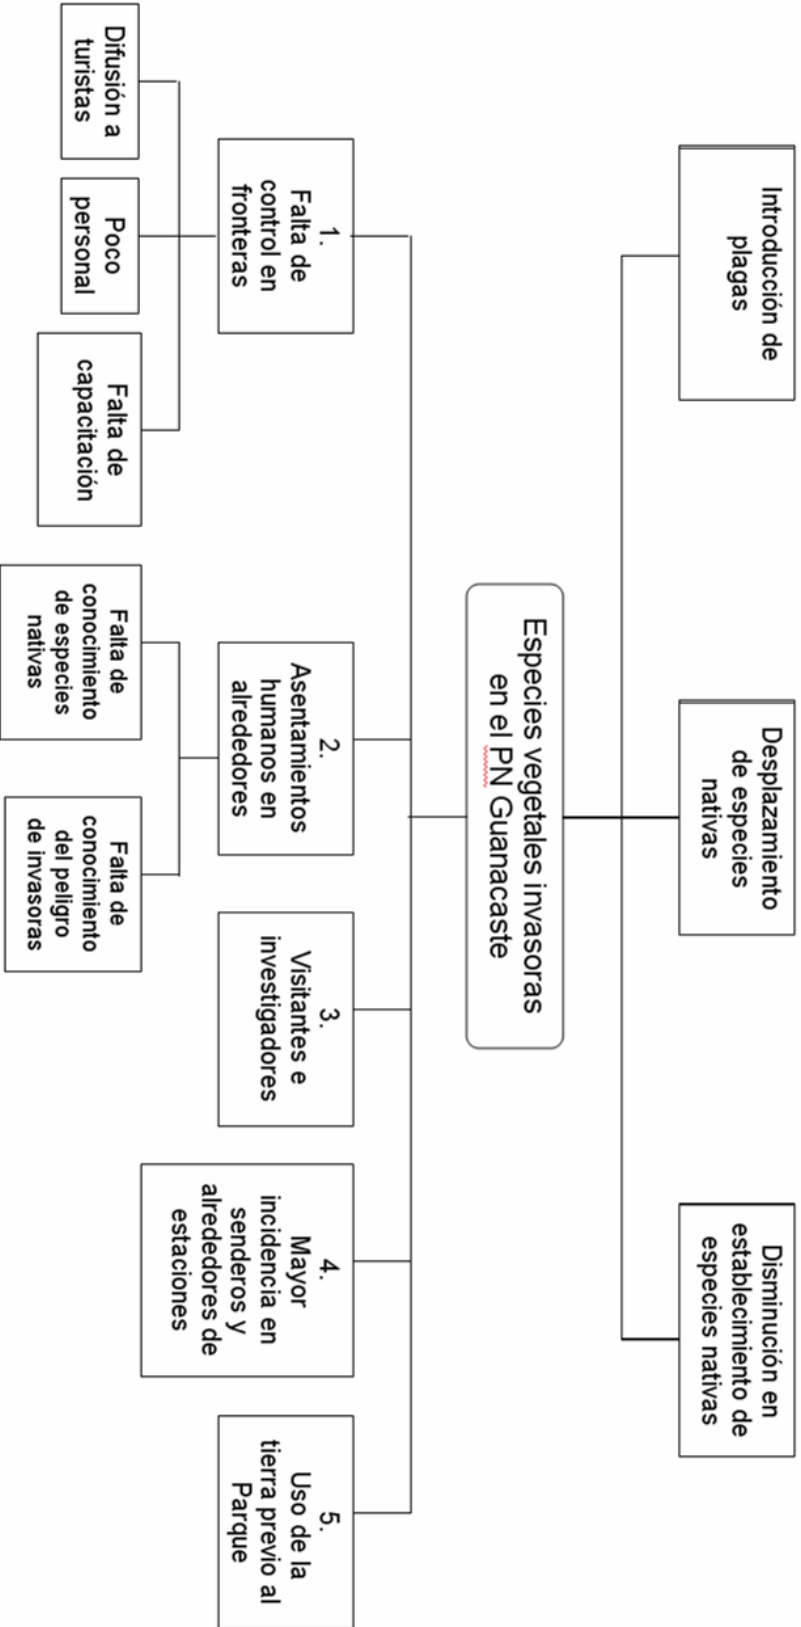 Introducción de
plagas
Desplazamiento
de especies
nativas
Disminución en
establecimiento de
especies nativas
Especies vegetales invasoras
en el PN Guanacaste
1.
Falta de
control en
fronteras
2.
Asentamientos
humanos en
alrededores
3.
Visitantes e
investigadores
4.
Mayor
incidencia en
senderos y
alrededores de
estaciones
5.
Uso de la
tierra previo al
Parque
Difusión a
turistas
Poco
personal
Falta de
capacitación
Falta de
conocimiento
de especies
nativas
Falta de
conocimiento
del peligro
de invasoras